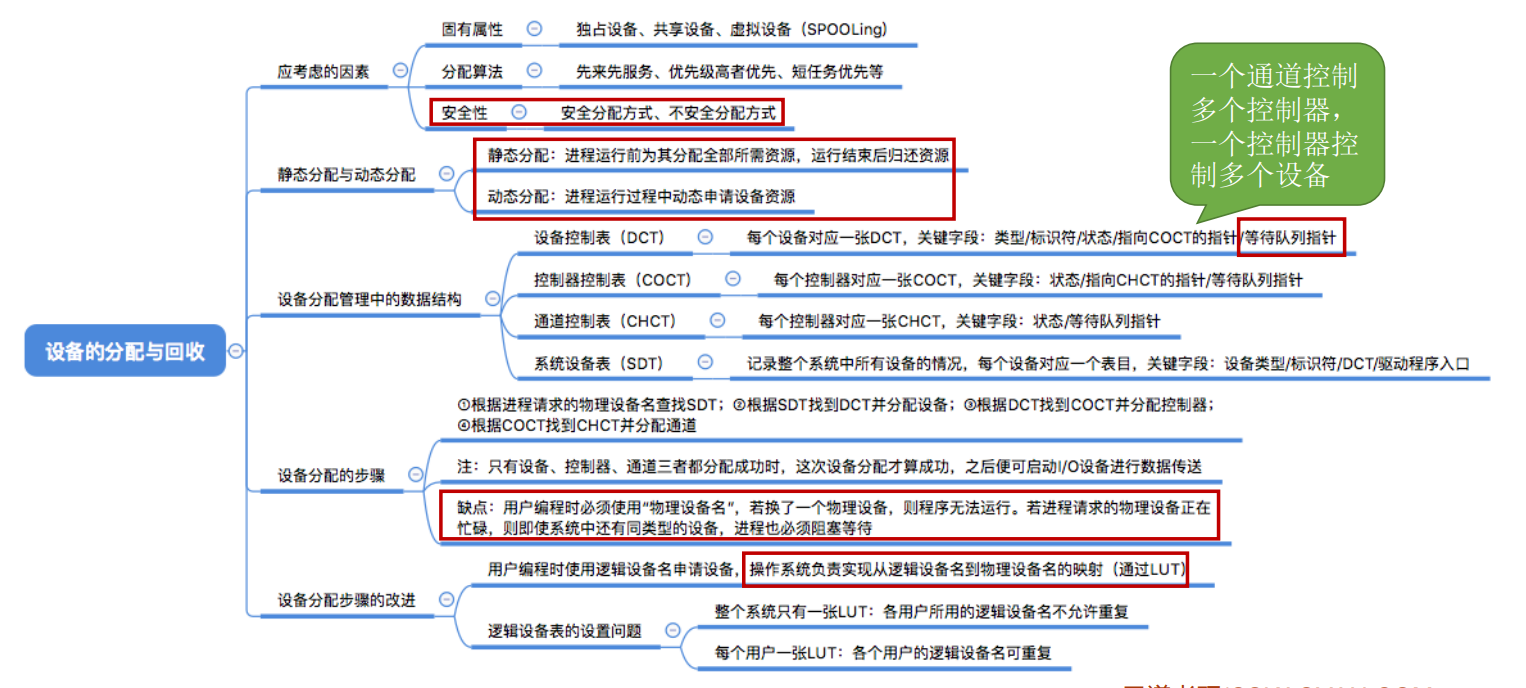 固有属性 独占设备、共享设备、虚拟设备（SPOOLing)
应考虑的因素
分配算法 先来先服务、优先级高者优先、短任务优先等
安全性 安全分配方式、不安全分配方式
一个通道控制
多个控制器，
一个控制器控
制多个设备
静态分配：进程运行前为其分配全部所需资源，运行结束后归还资源
静态分配与动态分配
动态分配：进程运行过程中动态申请设备资源
设备控制表（DCT） 每个设备对应一张DCT，关键字段：类型/标识符/状态/指向COCT的指针/等待队列指针
控制器控制表（COCT） 每个控制器对应一张COCT，关键字段：状态/指向CHCT的指针/等待队列指针
设备分配管理中的数据结构
通道控制表（CHCT） 每个控制器对应一张CHCT，关键字段：状态/等待队列指针
系统设备表（SDT） 记录整个系统中所有设备的情况，每个设备对应一个表目，关键字段：设备类型/标识符/DCT/驱动程序入口
设备的分配与回收
①根据进程请求的物理设备名查找SDT；②根据SDT找到DCT并分配设备；③根据DCT找到COCT并分配控制器；
④根据COCT找到CHCT并分配通道
设备分配的步骤
注：只有设备、控制器、通道三者都分配成功时，这次设备分配才算成功，之后便可启动I/O设备进行数据传送
缺点：用户编程时必须使用“物理设备名”，若换了一个物理设备，则程序无法运行。若进程请求的物理设备正在
忙碌，则即使系统中还有同类型的设备，进程也必须阻塞等待
用户编程时使用逻辑设备名申请设备，操作系统负责实现从逻辑设备名到物理设备名的映射（通过LUT)
设备分配步骤的改进
整个系统只有一张LUT：各用户所用的逻辑设备名不允许重复
逻辑设备表的设置问题
每个用户一张LUT：各个用户的逻辑设备名可重复